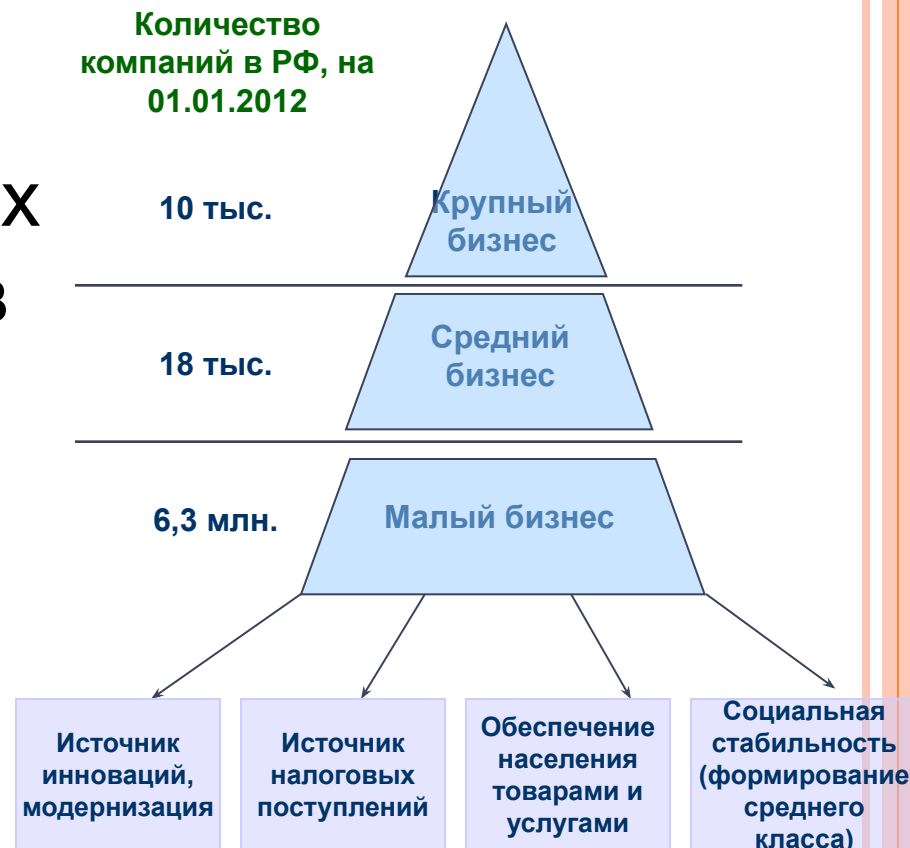 Количество
компаний в РФ, на
01.01.2012
х
в
10 тыс.
Крупный
бизнес
18 тыс.
Средний
бизнес
6,3 млн.
Малый бизнес
Источник
инноваций,
модернизация
Источник
налоговых
поступлений
Обеспечение
населения
товарами и
услугами
Социальная
стабильность
(формирование
среднего
класса)